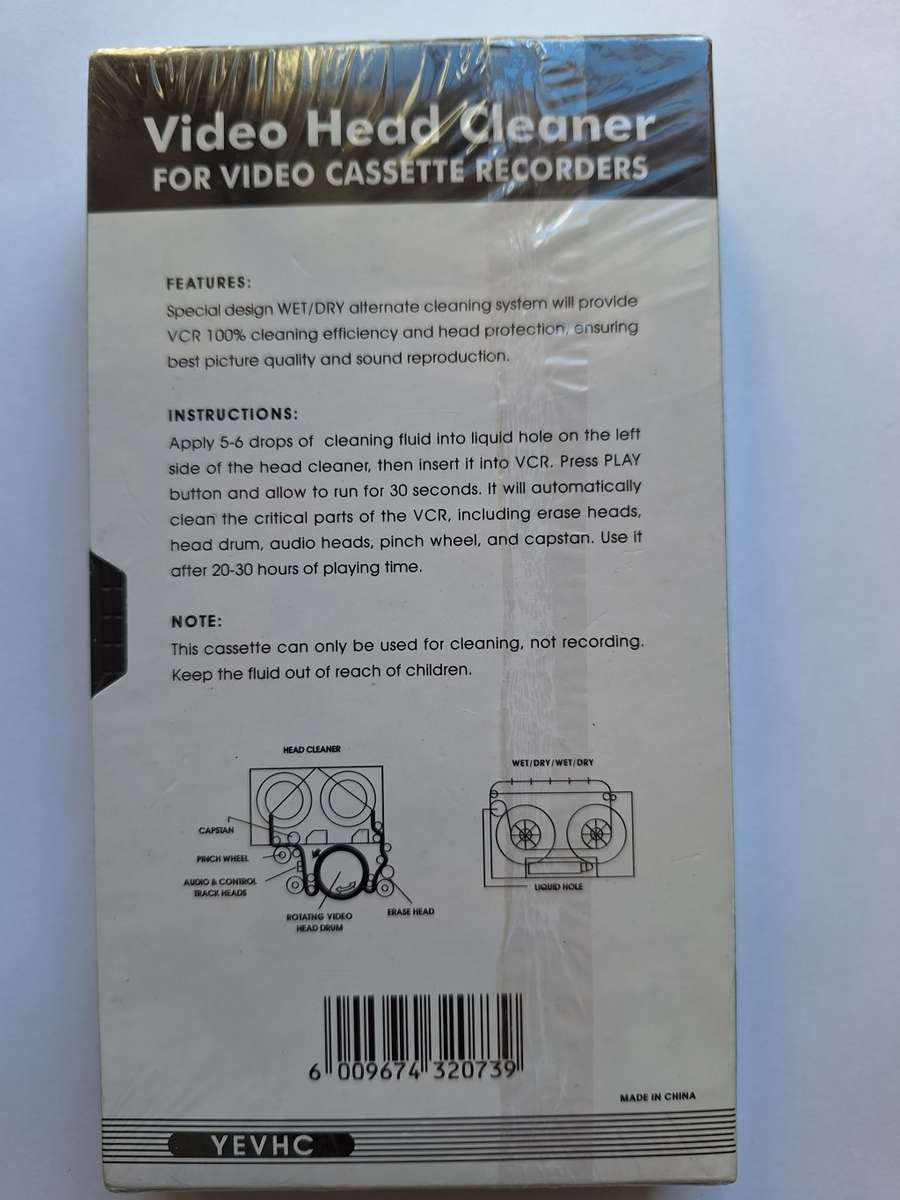 Video Head Cleaner
FOR VIDEO CASSETTE RECORDERS
FEATURES:
Special design WET/DRY alternate cleaning system will provide
VCR 100% cleaning efficiency and head protection, ensuring
best picture quality and sound reproduction.
INSTRUCTIONS:
Apply 5-6 drops of cleaning fluid into liquid hole on the left
side of the head cleaner, then insert it into VCR. Press PLAY
button and allow to run for 30 seconds. It will automatically
clean the critical parts of the VCR, including erase heads,
head drum, audio heads, pinch wheel, and capstan. Use it
after 20-30 hours of playing time.
NOTE:
This cassette can only be used for cleaning, not recording.
Keep the fluid out of reach of children.
HEAD CLEANER
CAPSTAN
PINCH WHEEL
AUDIO & CONTROL
TRACK HEADS
ROTATNG VIDEO
HEAD DRUM
ERASE HEAD
WET/DRY/WET/DRY
LIQUID HOLE
6 009674 320739
MADE IN CHINA
YEVHC